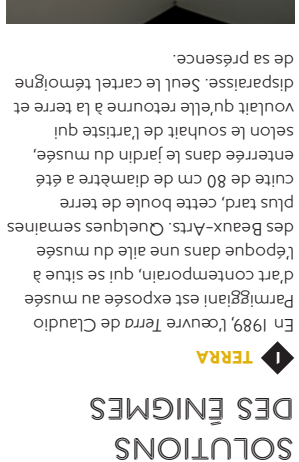 SOLUTIONS
DES ÉNIGMES
1 TERRA
En 1989, l'œuvre Terra de Claudio
Parmiggiani est exposée au musée
d'art contemporain, qui se situe à
l'époque dans une aile du musée
des Beaux-Arts. Quelques semaines
plus tard, cette boule de terre
cuite de 80 cm de diamètre a été
enterrée dans le jardin du musée,
selon le souhait de l'artiste qui
voulait qu'elle retourne à la terre et
disparaisse. Seul le cartel témoigne
de sa présence.